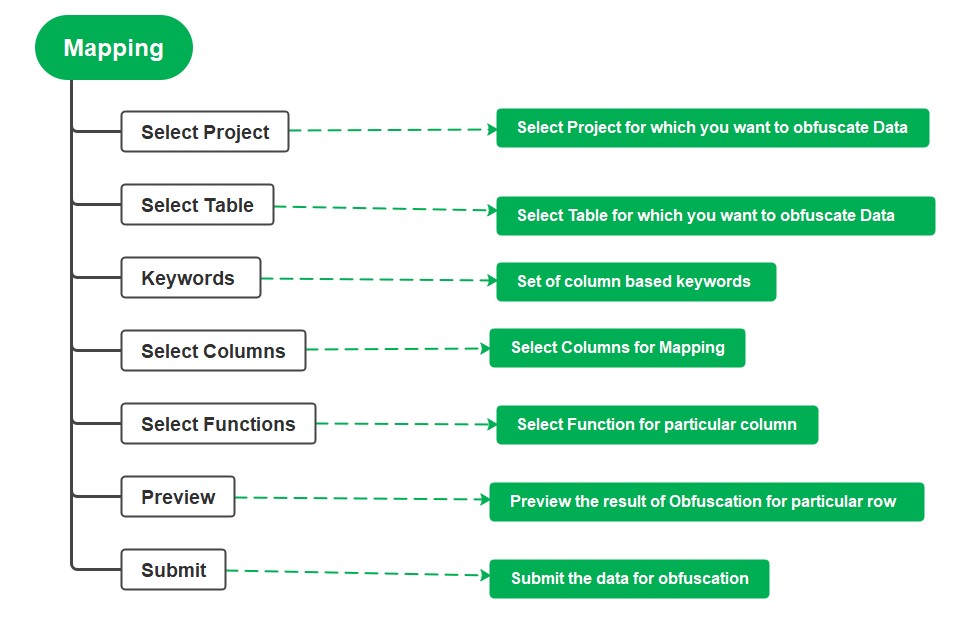 Mapping
Select Project
Select Project for which you want to obfuscate Data
Select Table
Select Table for which you want to obfuscate Data
Keywords
Set of column based keywords
Select Columns
Select Columns for Mapping
Select Functions
Select Function for particular column
Preview
Preview the result of Obfuscation for particular row
Submit
Submit the data for obfuscation